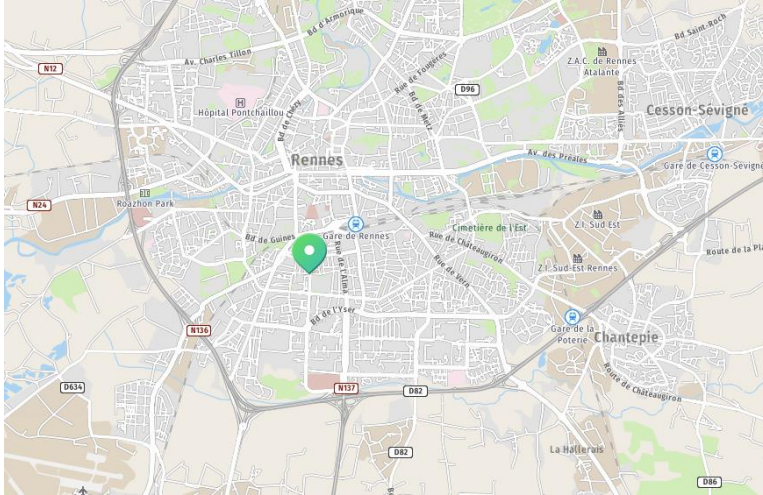 Bd d'Armorique
Av. Charles Tillon
Bd Saint-Roch
Z.A.C. de Rennes
Atalante
N12
Rue de Fougères
D96
Bd des Alliés
Hôpital Pontchaillou
Bd de Chézy
Bd de Metz
Cesson-Sévigné
Rennes
Av. des Préales
Gare de Cesson-Sévigné
Roazhon Park
N24
Z.I. Sud-Est
Cimetière de l'Est
Bd de Guines
Gare de Rennes
Rue de Châteaugiron
Rue de l'Alma
Route de la Pla
Rue de Vern
Z.I. Sud-Est Rennes
Bd de l'Yser
N136
Gare de la
Poterie
Chantepie
D634
N137
D82
Route de Châteaugiron
La Hallerais
D82
D86